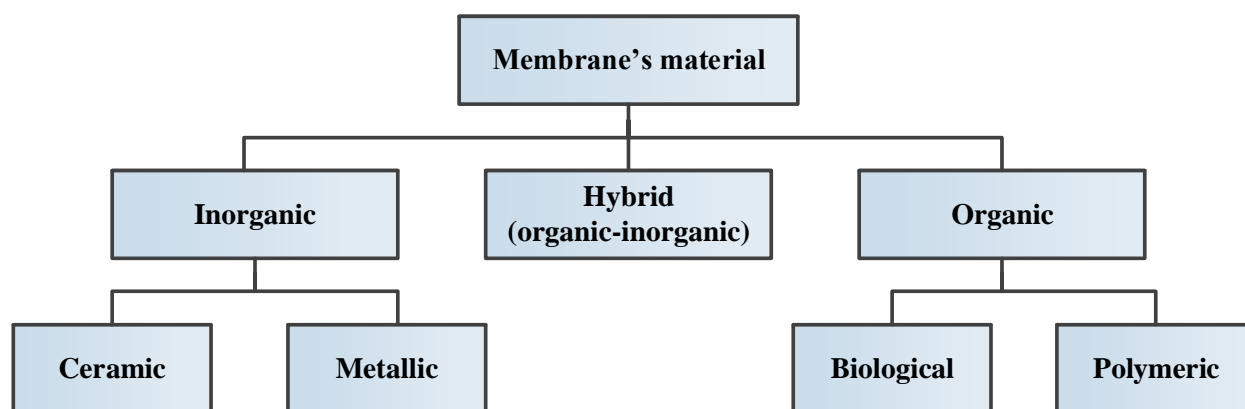 Membrane’s material
Inorganic
Hybrid
(organic-inorganic)
Organic
Ceramic
Metallic
Biological
Polymeric